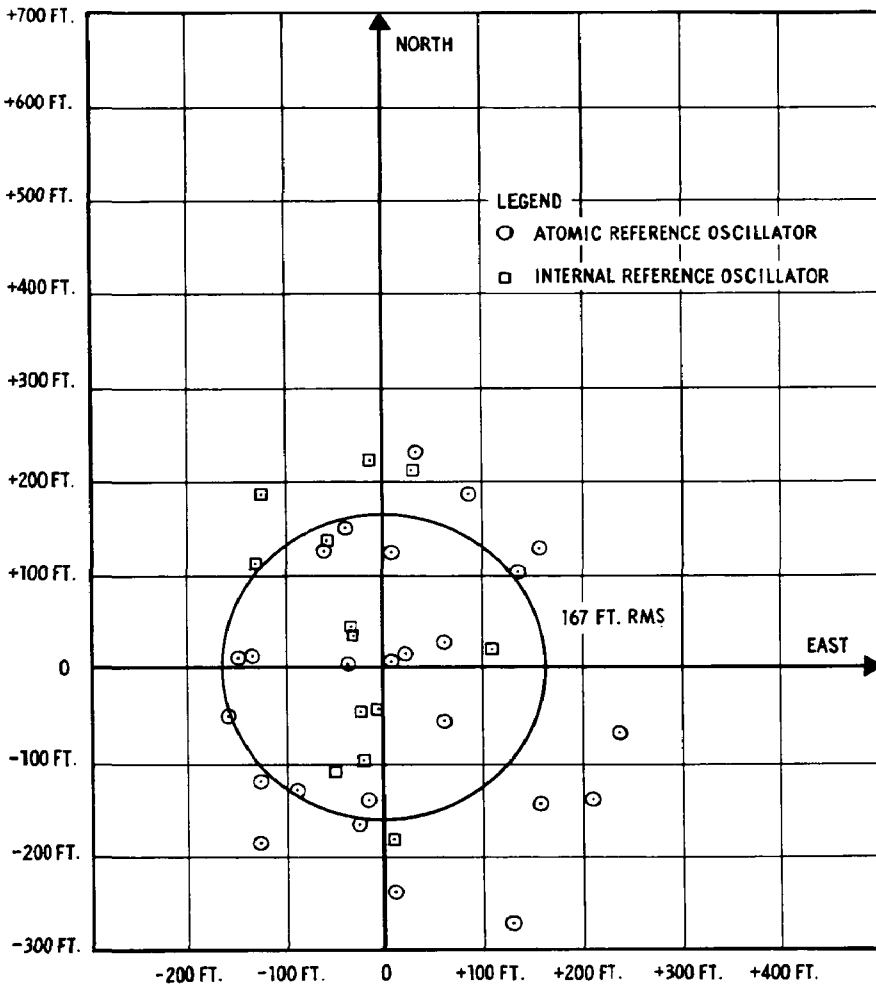 +700 FT.
NORTH
+600 FT.
+500 FT.
LEGEND
ATOMIC REFERENCE OSCILLATOR
+400 FT.
INTERNAL REFERENCE OSCILLATOR
+300 FT.
+200 FT.
+100 FT.
167 FT. RMS
EAST
0
-100 FT.
-200 FT.
-300 FT.
-200 FT. -100 FT. 0 +100 FT. +200 FT. +300 FT. +400 FT.